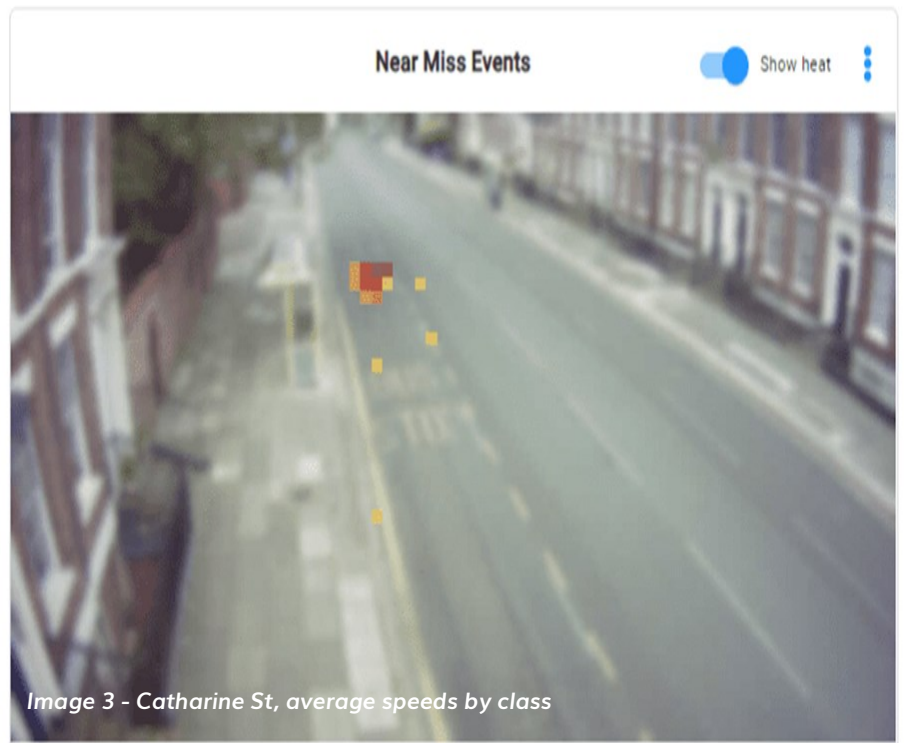 Near Miss Events
Show heat
Image 3 - Catharine St, average speeds by class